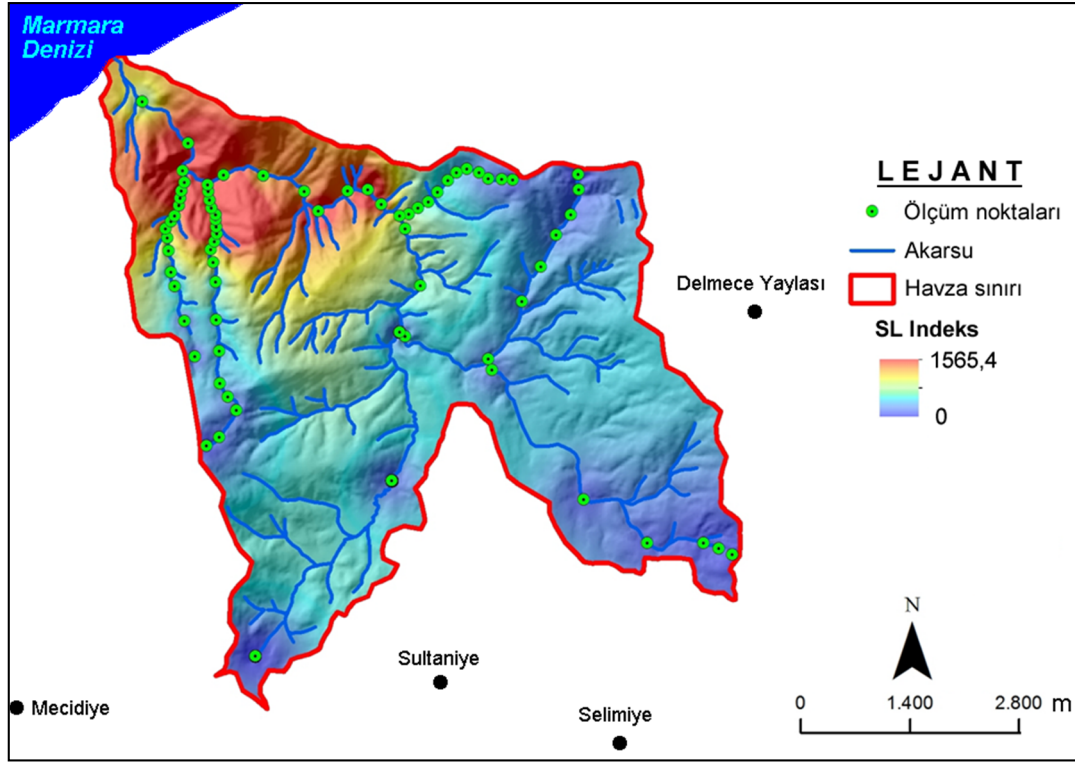 Marmara
Denizi
LEJANT
Ölçüm noktaları
Akarsu
Havza sınırı
SL Indeks
1565,4
0
Delmece Yaylası
Sultaniye
Mecidiye
Selimiye
N
0 1.400 2.800 m